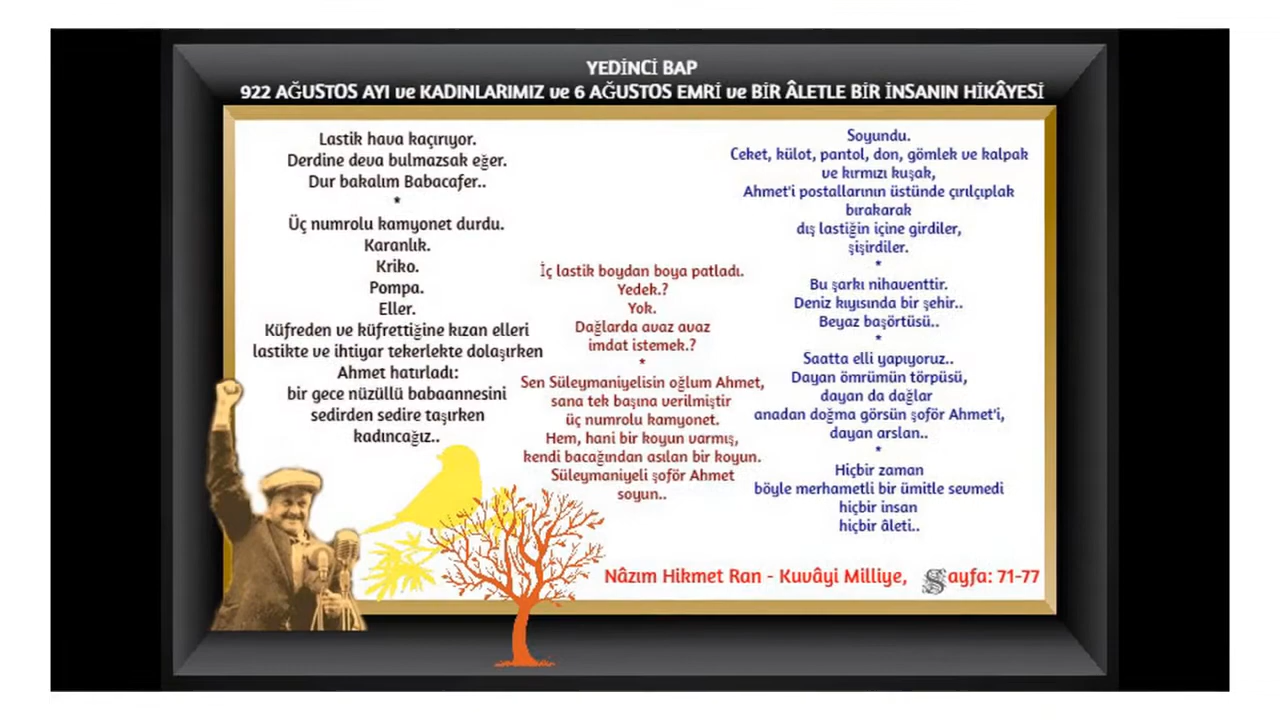 YEDİNCİ BAP
922 AĞUSTOS AYI ve KADINLARIMIZ ve 6 AĞUSTOS EMRİ ve BİR ÂLETLE BİR İNSANIN HİKÂYESİ
Lastik hava kaçırıyor.
Derdine deva bulmazsak eğer.
Dur bakalım Babacafer..
*
Üç numrolu kamyonet durdu.
Karanlık.
Kriko.
Pompa.
Eller.
Küfreden ve küfrettiğine kızan elleri
lastikte ve ihtiyar tekerlekte dolaşırken
Ahmet hatırladı:
bir gece nüzüllü babaannesini
sedirden sedire taşırken
kadıncağız..
İç lastik boydan boya patladı.
Yedek.?
Yok.
Dağlarda avaz avaz
imdat istemek.?
*
Sen Süleymaniyelisin oğlum Ahmet,
sana tek başına verilmiştir
üç numrolu kamyonet.
Hem, hani bir koyun varmış,
kendi bacağından asılan bir koyun.
Süleymaniyeli şoför Ahmet
soyun..
Soyundu.
Ceket, külot, pantol, don, gömlek ve kalpak
ve kırmızı kuşak,
Ahmet'i postallarının üstünde çırılçıplak
bırakarak
dış lastiğin içine girdiler,
şişirdiler.
*
Bu şarkı nihaventtir.
Deniz kıyısında bir şehir..
Beyaz başörtüsü..
*
Saatta elli yapıyoruz..
Dayan ömrümün törpüsü,
dayan da dağlar
anadan doğma görsün şoför Ahmet'i,
dayan arslan..
*
Hiçbir zaman
böyle merhametli bir ümitle sevmedi
hiçbir insan
hiçbir âleti..
Nâzım Hikmet Ran - Kuvâyi Milliye, Sayfa: 71-77